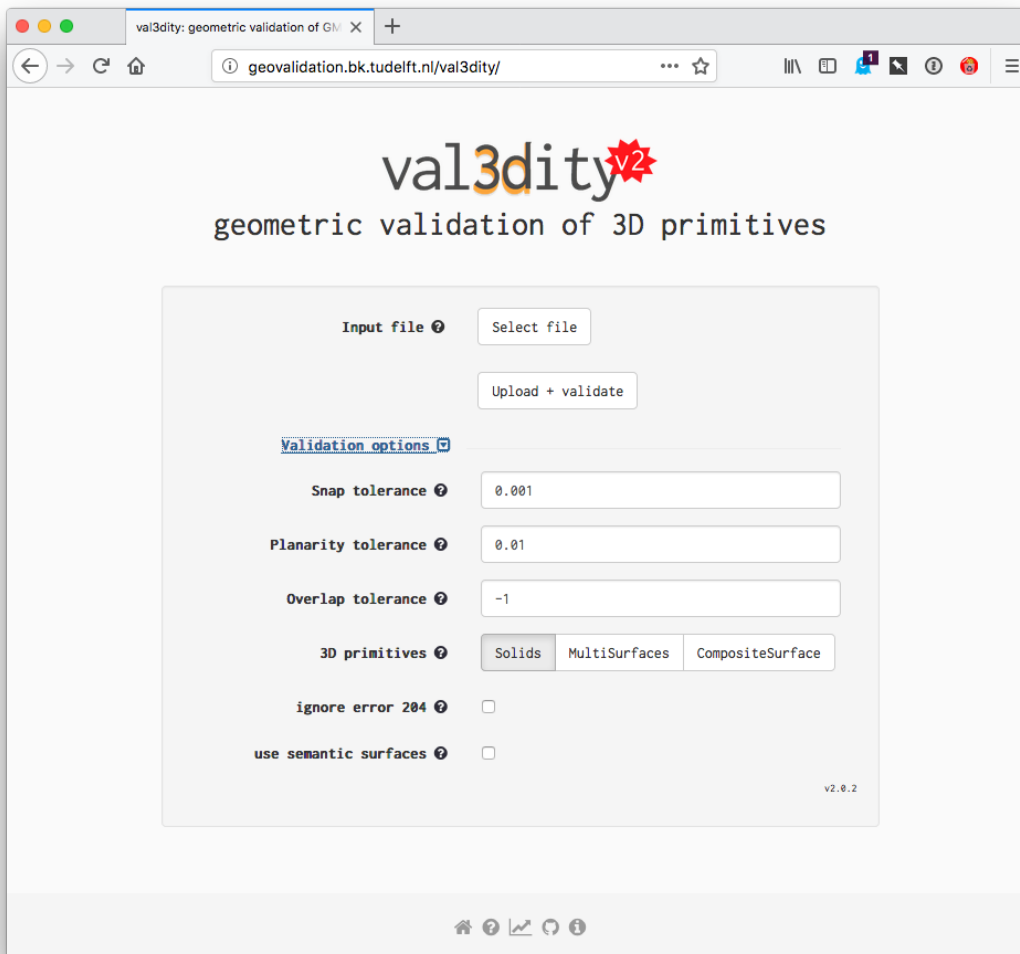 val3dity: geometric validation of GM
geovalidation.bk.tudelft.nl/val3dity/
1
val3dity v2
geometric validation of 3D primitives
Input file Select file
Upload + validate
Validation options
Snap tolerance 0.001
Planarity tolerance 0.01
Overlap tolerance -1
3D primitives Solids MultiSurfaces CompositeSurface
ignore error 204
use semantic surfaces
v2.0.2